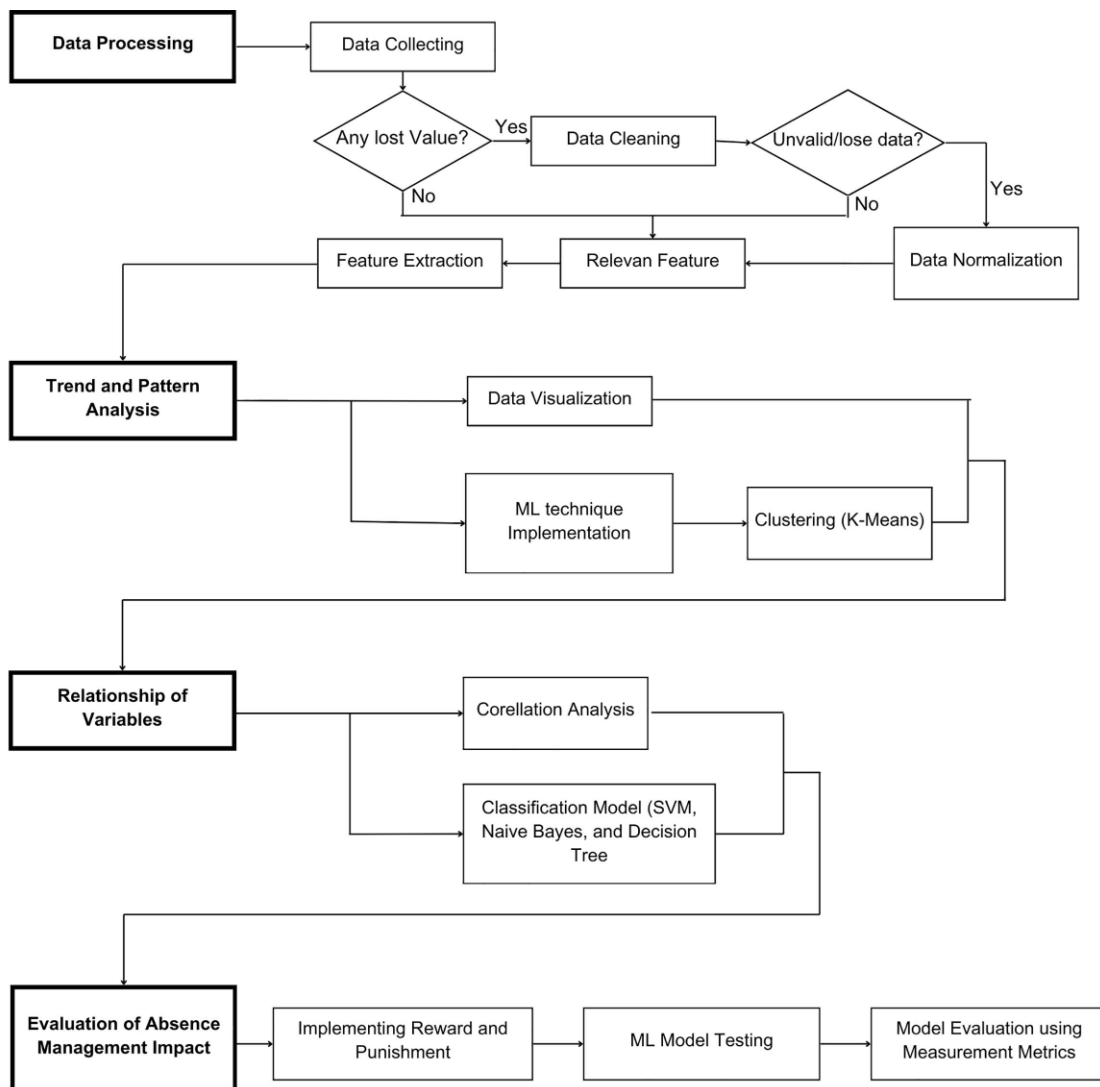 Data Processing
Data Collecting
Any lost Value?
Yes
Data Cleaning
Unvalid/lose data?
Yes
No
No
Feature Extraction
Relevan Feature
Data Normalization
Trend and Pattern
Analysis
Data Visualization
ML technique
Implementation
Clustering (K-Means)
Relationship of
Variables
Corellation Analysis
Classification Model (SVM,
Naive Bayes, and Decision
Tree
Evaluation of Absence
Management Impact
Implementing Reward and
Punishment
ML Model Testing
Model Evaluation using
Measurement Metrics